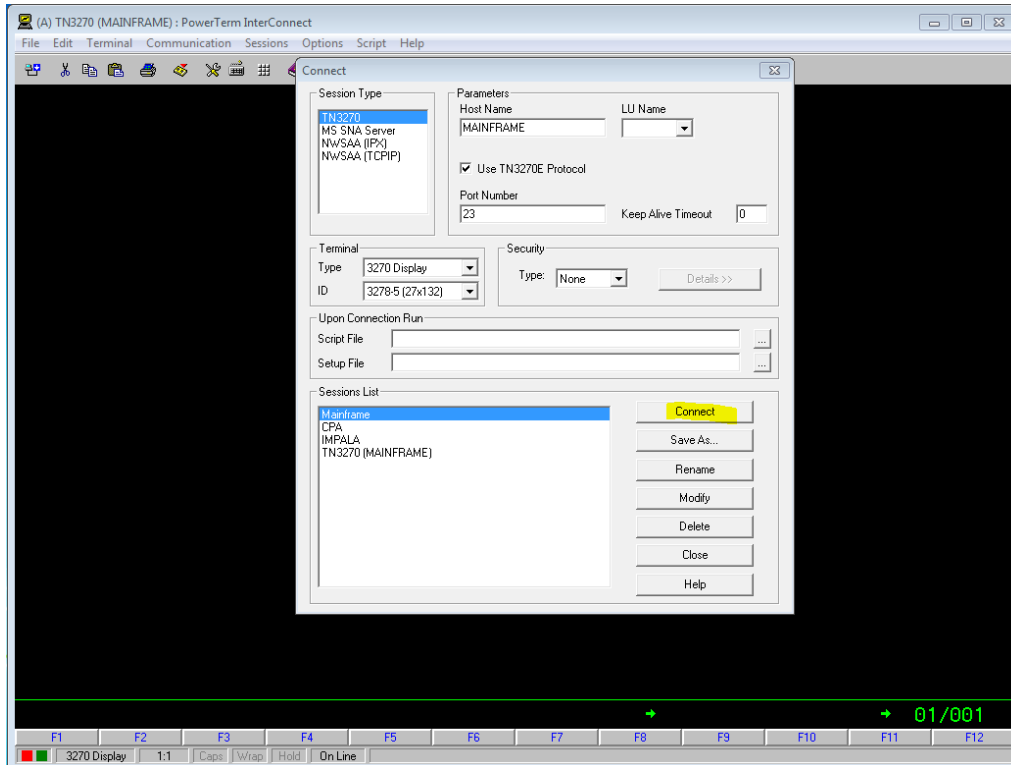 (A) TN3270 (MAINFRAME) : PowerTerm InterConnect
File Edit Terminal Communication Sessions Options Script Help
Connect
Session Type
TN3270
MS SNA Server
NWSAA (IPX)
NWSAA (TCPIP)
Parameters
Host Name
LU Name
MAINFRAME
Use TN3270E Protocol
Port Number
23
Keep Alive Timeout
0
Terminal
Type
3270 Display
ID
3278-5 (27x132)
Security
Type:
None
Details >>
Upon Connection Run
Script File
...
Setup File
...
Sessions List
Mainframe
CPA
IMPALA
TN3270 (MAINFRAME)
Connect
Save As...
Rename
Modify
Delete
Close
Help
01/001
F1 F2 F3 F4 F5 F6 F7 F8 F9 F10 F11 F12
3270 Display 1:1 Caps Wrap Hold On Line